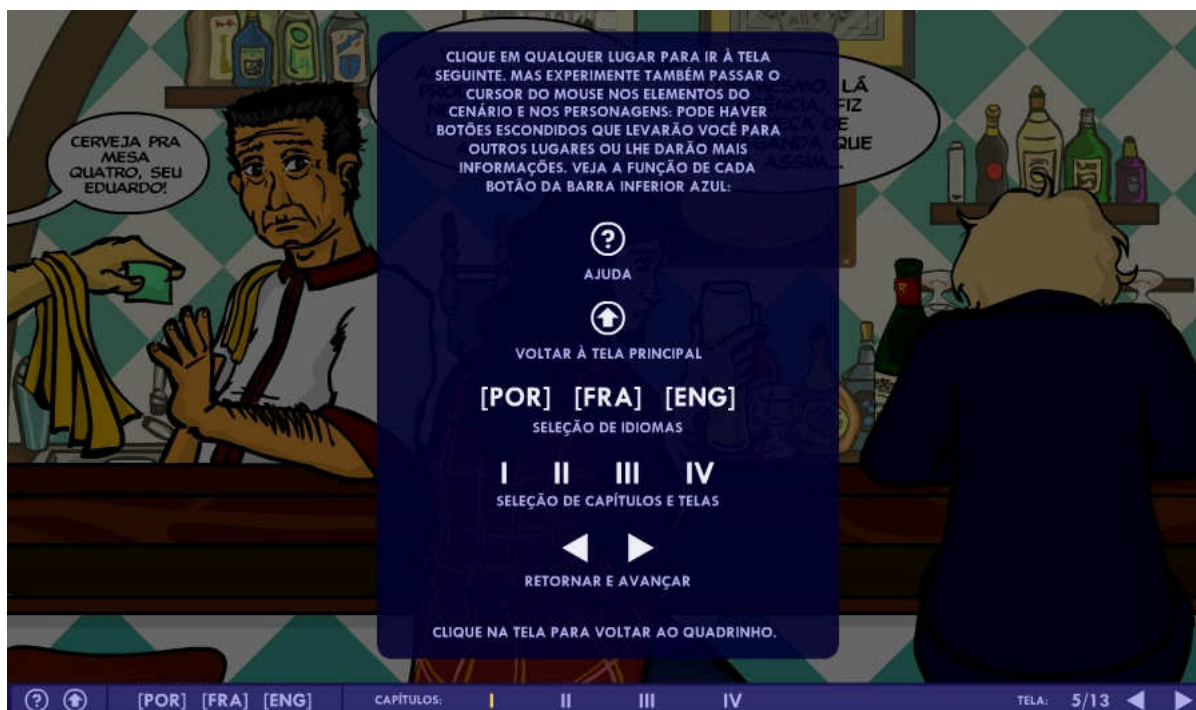 CERVEJA PRA
MESA
QUATRO, SEU
EDUARDO!
CLIQUE EM QUALQUER LUGAR PARA IR À TELA
SEGUINTE. MAS EXPERIMENTE TAMBÉM PASSAR O
CURSOR DO MOUSE NOS ELEMENTOS DO
CENÁRIO E NOS PERSONAGENS: PODE HAVER
BOTÕES ESCONDIDOS QUE LEVARÃO VOCÊ PARA
OUTROS LUGARES OU LHE DARÃO MAIS
INFORMAÇÕES. VEJA A FUNÇÃO DE CADA
BOTÃO DA BARRA INFERIOR AZUL:
?
AJUDA
VOLTAR À TELA PRINCIPAL
[POR] [FRA] [ENG]
SELEÇÃO DE IDIOMAS
I II III IV
SELEÇÃO DE CAPÍTULOS E TELAS
RETORNAR E AVANÇAR
CLIQUE NA TELA PARA VOLTAR AO QUADRINHO.
LÁ
FIZ
DE
QUE
ASSIM...
? [POR] [FRA] [ENG] CAPÍTULOS: I II III IV TELA: 5/13